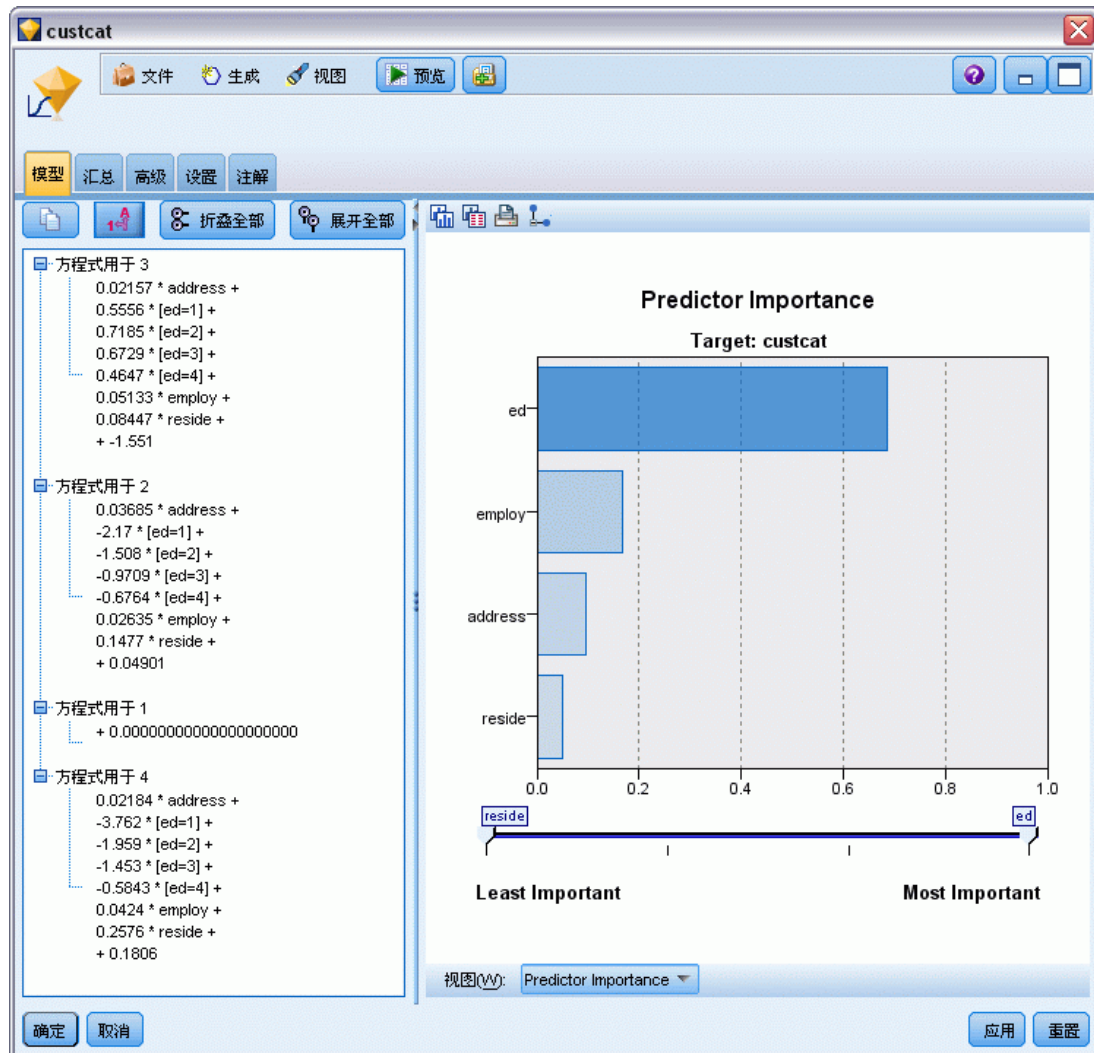 custcat
文件 生成 视图 预览
模型 汇总 高级 设置 注解
折叠全部 展开全部
方程式用于 3
0.02157 * address +
0.5556 * [ed=1] +
0.7185 * [ed=2] +
0.6729 * [ed=3] +
0.4647 * [ed=4] +
0.05133 * employ +
0.08447 * reside +
+ -1.551
方程式用于 2
0.03685 * address +
-2.17 * [ed=1] +
-1.508 * [ed=2] +
-0.9709 * [ed=3] +
-0.6764 * [ed=4] +
0.02635 * employ +
0.1477 * reside +
+ 0.04901
方程式用于 1
+ 0.00000000000000000000
方程式用于 4
0.02184 * address +
-3.762 * [ed=1] +
-1.959 * [ed=2] +
-1.453 * [ed=3] +
-0.5843 * [ed=4] +
0.0424 * employ +
0.2576 * reside +
+ 0.1806
Predictor Importance
Target: custcat
ed
employ
address
reside
0.0 0.2 0.4 0.6 0.8 1.0
reside ed
Least Important Most Important
视图(W): Predictor Importance
确定 取消 应用 重置